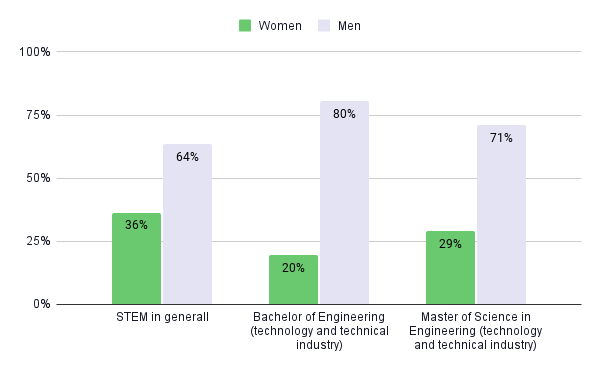 Women Men
100%
75%
50%
25%
0%
36%
64%
20%
80%
29%
71%
STEM in generall
Bachelor of Engineering
(technology and technical
industry)
Master of Science in
Engineering (technology
and technical industry)